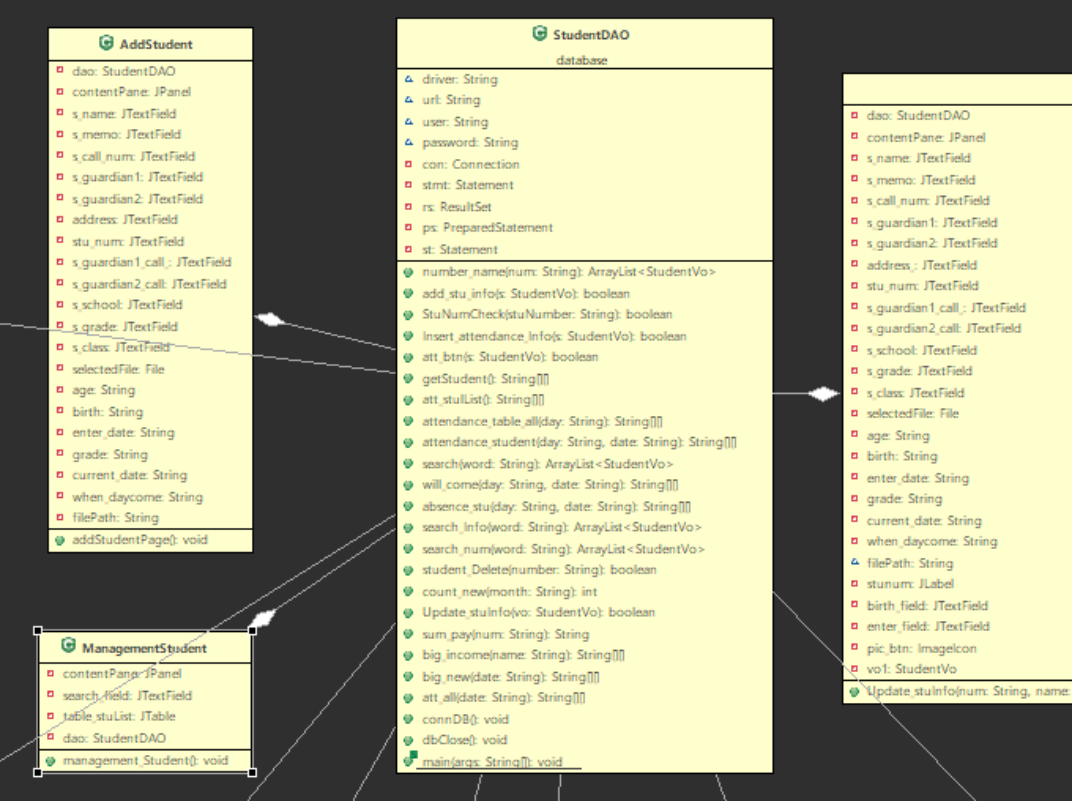 AddStudent
dao: StudentDAO
contentPane: JPanel
s_name: JTextField
s_memo: JTextField
s_call_num: JTextField
s_guardian1: JTextField
s_guardian2: JTextField
address: JTextField
stu_num: JTextField
s_guardian1_call_: JTextField
s_guardian2_call: JTextField
s_school: JTextField
s_grade: JTextField
s_class: JTextField
selectedFile: File
age: String
birth: String
enter_date: String
grade: String
current_date: String
when_daycome: String
filePath: String
addStudentPage(): void
ManagementStudent
contentPane: JPanel
search_field: JTextField
table_stuList: JTable
dao: StudentDAO
management_Student(): void
StudentDAO
database
driver: String
url: String
user: String
password: String
con: Connection
stmt: Statement
rs: ResultSet
ps: PreparedStatement
st: Statement
number_name(num: String): ArrayList<StudentVo>
add_stu_info(s: StudentVo): boolean
StuNumCheck(stuNumber: String): boolean
Insert_attendance_Info(s: StudentVo): boolean
att_btn(s: StudentVo): boolean
getStudent(): String[][]
att_stulList(): String[][]
attendance_table_all(day: String): String[][]
attendance_student(day: String, date: String): String[][]
search(word: String): ArrayList<StudentVo>
will_come(day: String, date: String): String[][]
absence_stu(day: String, date: String): String[][]
search_Info(word: String): ArrayList<StudentVo>
search_num(word: String): ArrayList<StudentVo>
student_Delete(number: String): boolean
count_new(month: String): int
Update_stuInfo(vo: StudentVo): boolean
sum_pay(num: String): String
big_income(name: String): String[][]
big_new(date: String): String[][]
att_all(date: String): String[][]
connDB(): void
dbClose(): void
main(args: String[]): void
dao: StudentDAO
contentPane: JPanel
s_name: JTextField
s_memo: JTextField
s_call_num: JTextField
s_guardian1: JTextField
s_guardian2: JTextField
address_: JTextField
stu_num: JTextField
s_guardian1_call_: JTextField
s_guardian2_call: JTextField
s_school: JTextField
s_grade: JTextField
s_class: JTextField
selectedFile: File
age: String
birth: String
enter_date: String
grade: String
current_date: String
when_daycome: String
filePath: String
stunum: JLabel
birth_field: JTextField
enter_field: JTextField
pic_btn: ImageIcon
vo1: StudentVo
Update_stuInfo(num: String, name: